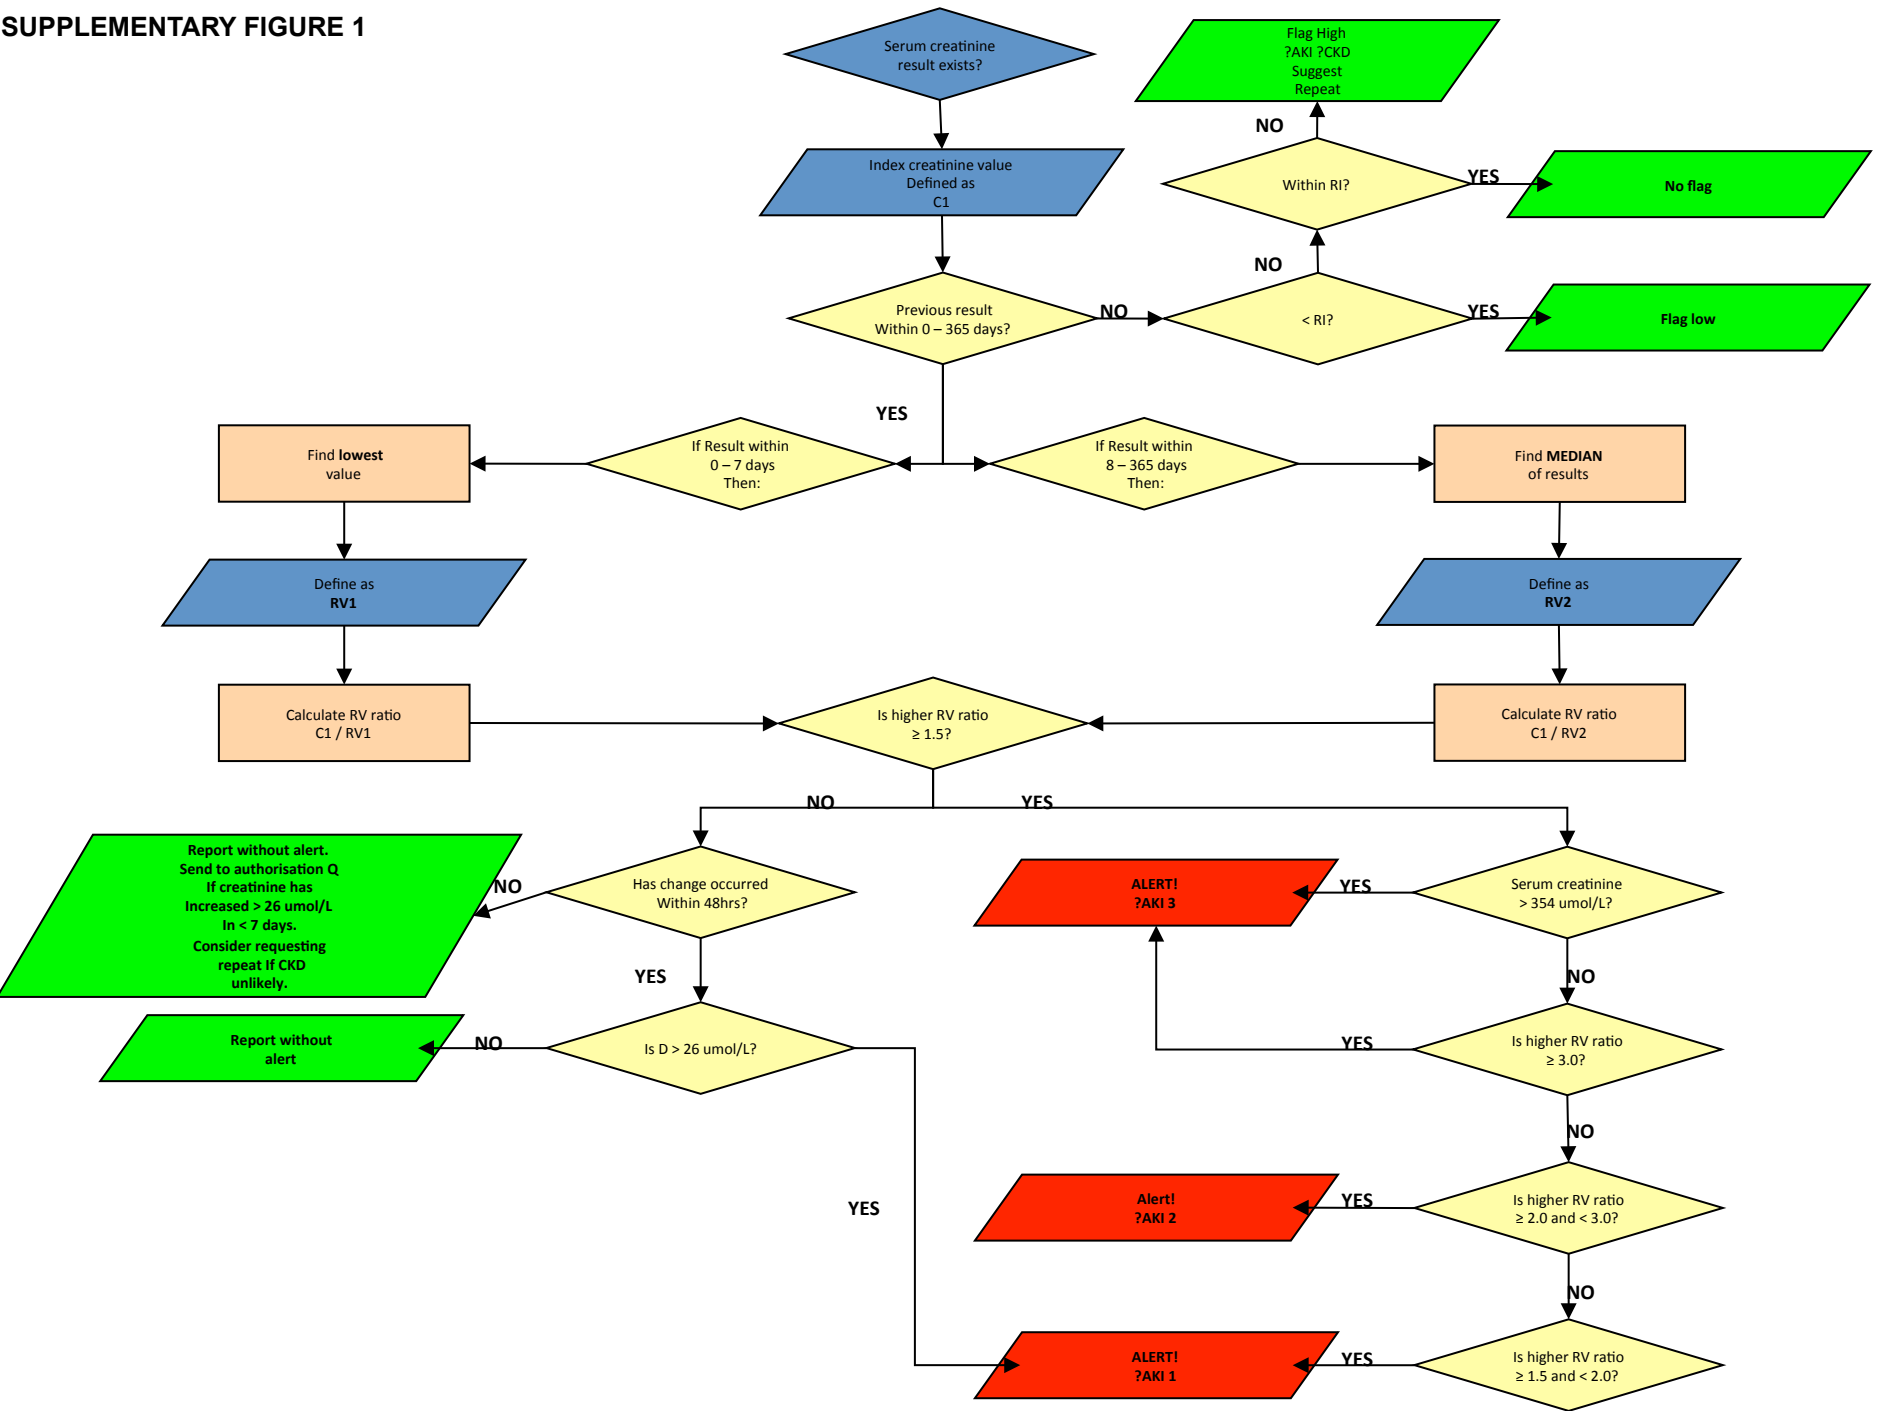 SUPPLEMENTARY FIGURE 1
Serum creatinine
result exists?
Flag High
?AKI ?CKD
Suggest
Repeat
NO
Index creatinine value
Defined as
C1
Within RI?
YES
No flag
NO
Previous result
Within 0 – 365 days?
NO
< RI?
YES
Flag low
YES
Find lowest
value
If Result within
0 – 7 days
Then:
If Result within
8 – 365 days
Then:
Find MEDIAN
of results
Define as
RV1
Define as
RV2
Calculate RV ratio
C1 / RV1
Is higher RV ratio
≥ 1.5?
Calculate RV ratio
C1 / RV2
NO
YES
Report without alert.
Send to authorisation Q
If creatinine has
Increased > 26 umol/L
In < 7 days.
Consider requesting
repeat If CKD
unlikely.
NO
Has change occurred
Within 48hrs?
ALERT!
?AKI 3
YES
Serum creatinine
> 354 umol/L?
YES
NO
Report without
alert
NO
Is D > 26 umol/L?
YES
Is higher RV ratio
≥ 3.0?
NO
YES
Alert!
?AKI 2
YES
Is higher RV ratio
≥ 2.0 and < 3.0?
NO
ALERT!
?AKI 1
YES
Is higher RV ratio
≥ 1.5 and < 2.0?